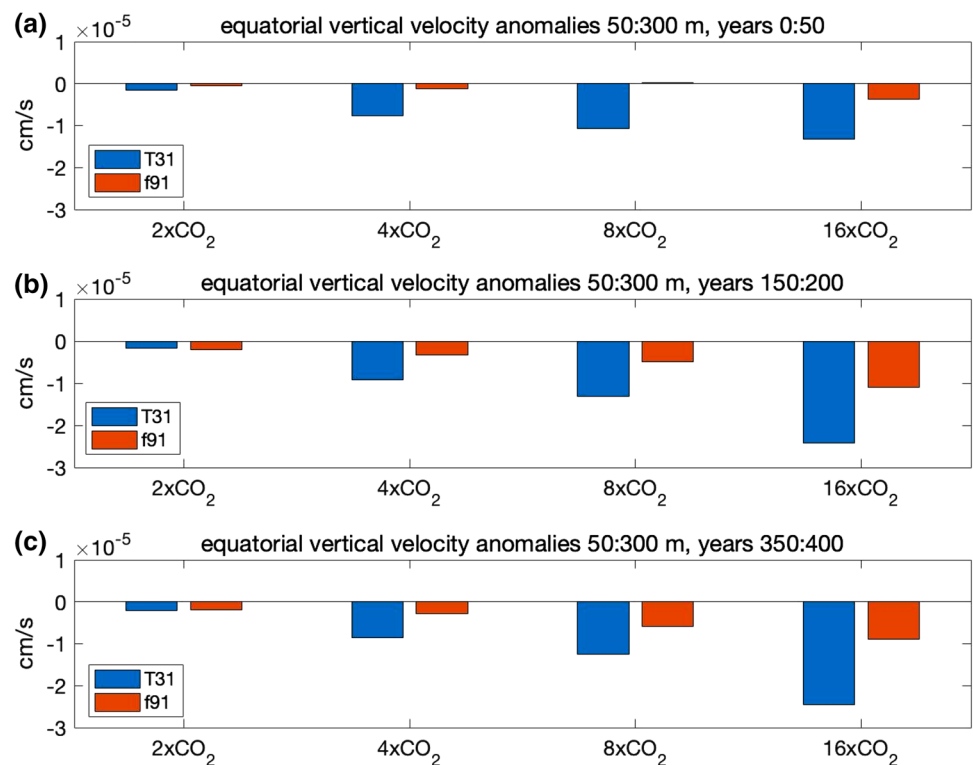 (a)
×10⁻⁵
equatorial vertical velocity anomalies 50:300 m, years 0:50
1
0
-1
-2
-3
cm/s
T31
f91
2xCO₂ 4xCO₂ 8xCO₂ 16xCO₂
(b)
×10⁻⁵
equatorial vertical velocity anomalies 50:300 m, years 150:200
1
0
-1
-2
-3
cm/s
T31
f91
2xCO₂ 4xCO₂ 8xCO₂ 16xCO₂
(c)
×10⁻⁵
equatorial vertical velocity anomalies 50:300 m, years 350:400
1
0
-1
-2
-3
cm/s
T31
f91
2xCO₂ 4xCO₂ 8xCO₂ 16xCO₂